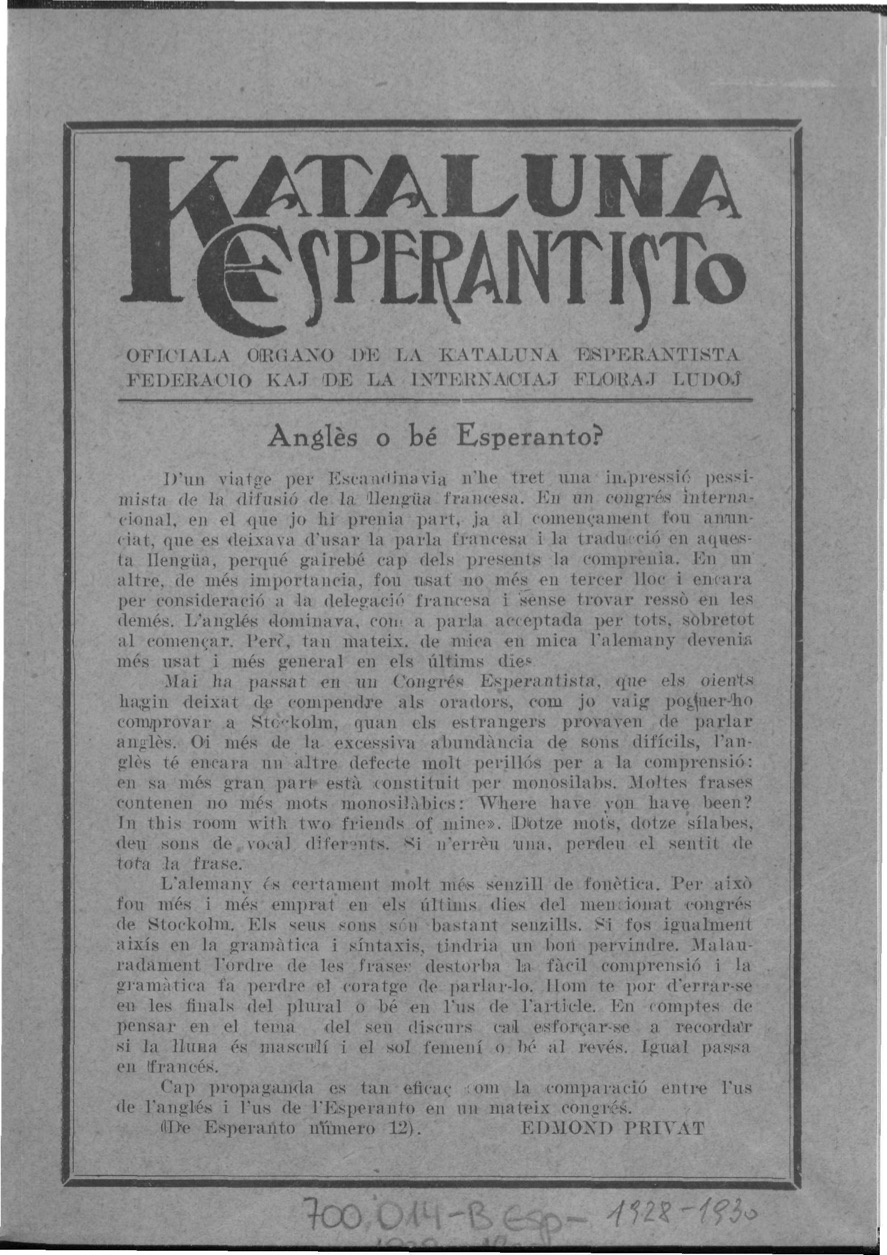 KATALUNA
ESPERANTISTO
OFICIALA ORGANO DE LA KATALUNA ESPERANTISTA
FEDERACIO KAJ DE LA INTERNACIAJ FLORAJ LUDOJ
Anglès o bé Esperanto?
D'un viatge per Escandinavia n'he tret una impressió pessi-
mista de la difusió de la llengüa francesa. En un congrés interna-
cional, en el que jo hi prenia part, ja al començament fou anun-
ciat, que es deixava d'usar la parla francesa i la traducció en aques-
ta llengüa, perqué gairebé cap dels presents la comprenia. En un
altre, de més importancia, fou usat no més en tercer lloc i encara
per consideració a la delegació francesa i sense trovar ressò en les
demés. L'anglés dominava, com a parla acceptada per tots, sobretot
al començar. Però, tan mateix, de mica en mica l'alemany devenia
més usat i més general en els últims dies
Mai ha passat en un Congrés Esperantista, que els oients
hagin deixat de compendre als oradors, com jo vaig poguer-ho
comprovar a Stockolm, quan els estrangers provaven de parlar
anglès. Oi més de la excessiva abundància de sons difícils, l'an-
glès té encara un altre defecte molt perillós per a la comprensió:
en sa més gran part està constituit per monosilabs. Moltes frases
contenen no més mots monosilàbics: Where have yon have been?
In this room with two friends of mine». Dotze mots, dotze sílabes,
deu sons de vocal diferents. Si n'errèu una, perdeu el sentit de
tota la frase.
L'alemany és certament molt més senzill de fonètica. Per això
fou més i més emprat en els últims dies del mencionat congrés
de Stockolm. Els seus sons són bastant senzills. Si fos igualment
aixís en la gramàtica i síntaxis, tindria un bon pervindre. Malau-
radament l'ordre de les frases destorba la fàcil comprensió i la
gramàtica fa perdre el coratge de parlar-lo. Hom te por d'errar-se
en les finals del plural o bé en l'us de l'article. En comptes de
pensar en el tema del seu discurs cal esforçar-se a recordar
si la lluna és masculí i el sol femení o bé al revés. Igual passa
en francés.
Cap propaganda es tan eficaç com la comparació entre l'us
de l'anglés i l'us de l'Esperanto en un mateix congrés.
(De Esperanto número 12). EDMOND PRIVAT
700.014-B Esp- 1928-1930